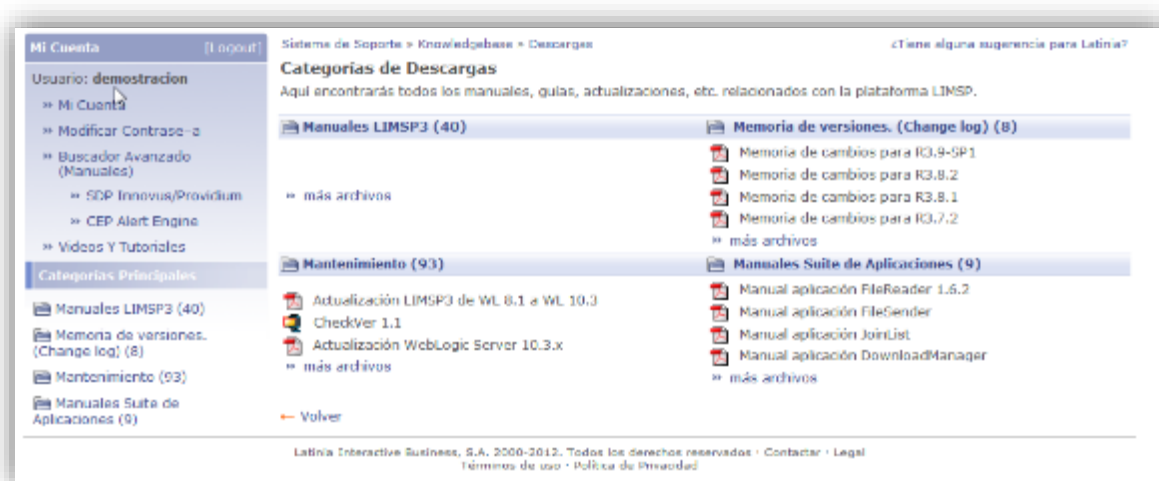 Mi Cuenta [Logout]
Usuario: demostracion
» Mi Cuenta
» Modificar Contrase–a
» Buscador Avanzado
(Manuales)
» SDP Innovus/Providium
» CEP Alert Engine
» Videos Y Tutoriales
Categorías Principales
Manuales LIMSP3 (40)
Memoria de versiones.
(Change log) (8)
Mantenimiento (93)
Manuales Suite de
Aplicaciones (9)
Sistema de Soporte » Knowledgebase » Descargas
¿Tiene alguna sugerencia para Latinia?
Categorías de Descargas
Aqui encontrarás todos los manuales, guías, actualizaciones, etc. relacionados con la plataforma LIMSP.
Manuales LIMSP3 (40)
» más archivos
Memoria de versiones. (Change log) (8)
Memoria de cambios para R3.9-SP1
Memoria de cambios para R3.8.2
Memoria de cambios para R3.8.1
Memoria de cambios para R3.7.2
» más archivos
Mantenimiento (93)
Actualización LIMSP3 de WL 8.1 a WL 10.3
CheckVer 1.1
Actualización WebLogic Server 10.3.x
» más archivos
Manuales Suite de Aplicaciones (9)
Manual aplicación FileReader 1.6.2
Manual aplicación FileSender
Manual aplicación JoinList
Manual aplicación DownloadManager
» más archivos
← Volver
Latinia Interactive Business, S.A. 2000-2012. Todos los derechos reservados · Contactar · Legal
Términos de uso · Política de Privacidad